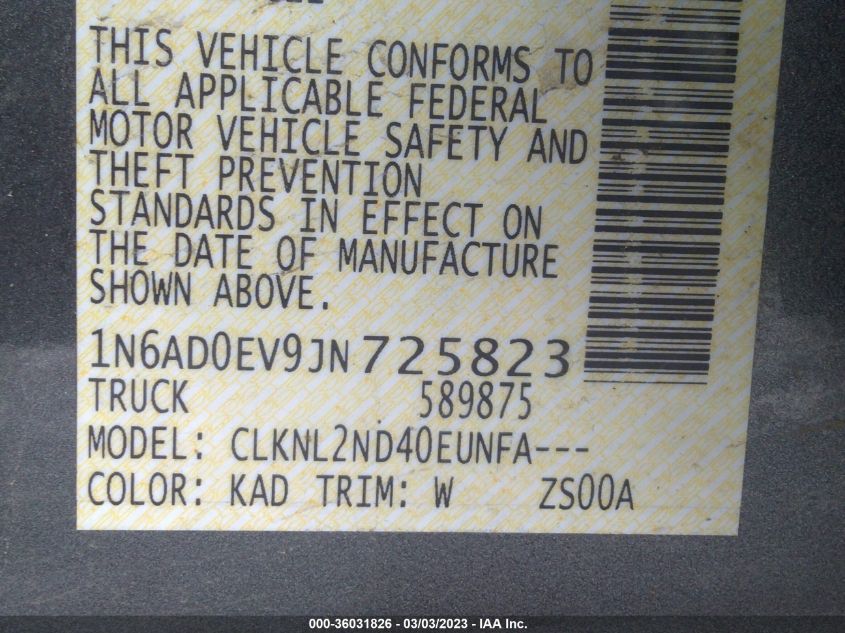 THIS VEHICLE CONFORMS TO
ALL APPLICABLE FEDERAL
MOTOR VEHICLE SAFETY AND
THEFT PREVENTION
STANDARDS IN EFFECT ON
THE DATE OF MANUFACTURE
SHOWN ABOVE.
1N6AD0EV9JN725823
TRUCK 589875
MODEL: CLKNL2ND40EUNFA---
COLOR: KAD TRIM: W ZS00A
000-36031826 - 03/03/2023 - IAA Inc.